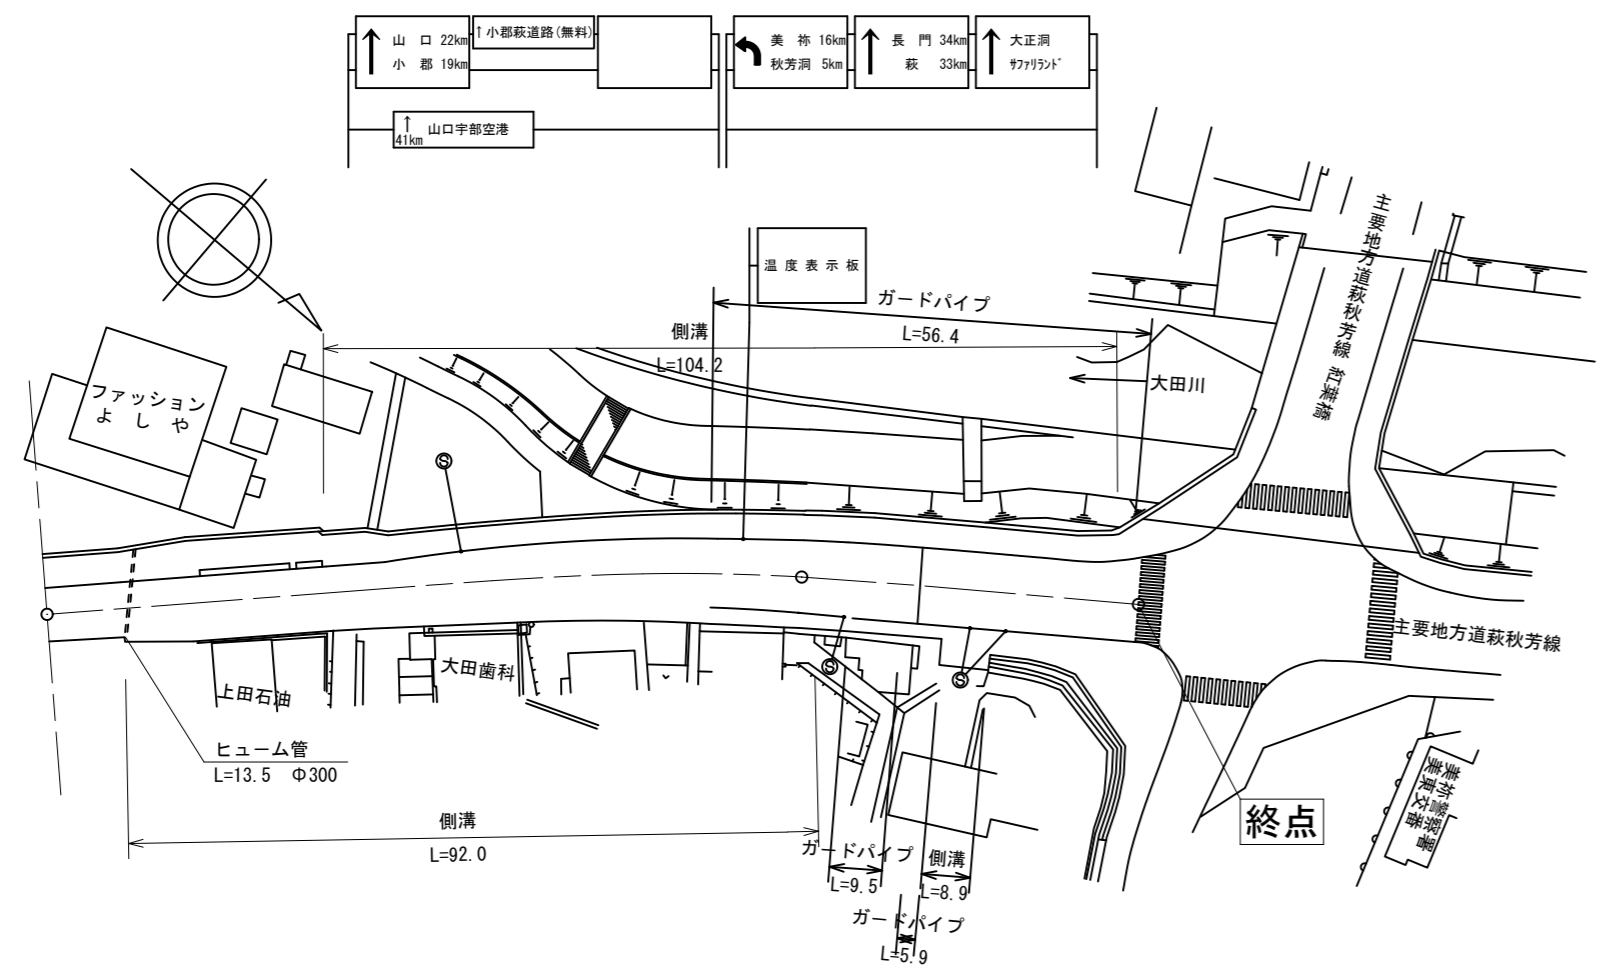 ↑ 山口 22km
小郡 19km
↑小郡萩道路(無料)
美祢 16km
秋芳洞 5km
長門 34km
萩 33km
大正洞
ｻﾌｧﾘﾗﾝﾄﾞ
↑
41km 山口宇部空港
温度表示板
ガードパイプ
L=56.4
側溝
L=104.2
大田川
主要地方道萩秋芳線 紅葉橋
ファッション
よしや
S
主要地方道萩秋芳線
上田石油
大田歯科
S
S
ヒューム管
L=13.5 Φ300
側溝
L=92.0
ガードパイプ
L=9.5
側溝
L=8.9
ガードパイプ
L=5.9
終点
美祢警察署
美東交番